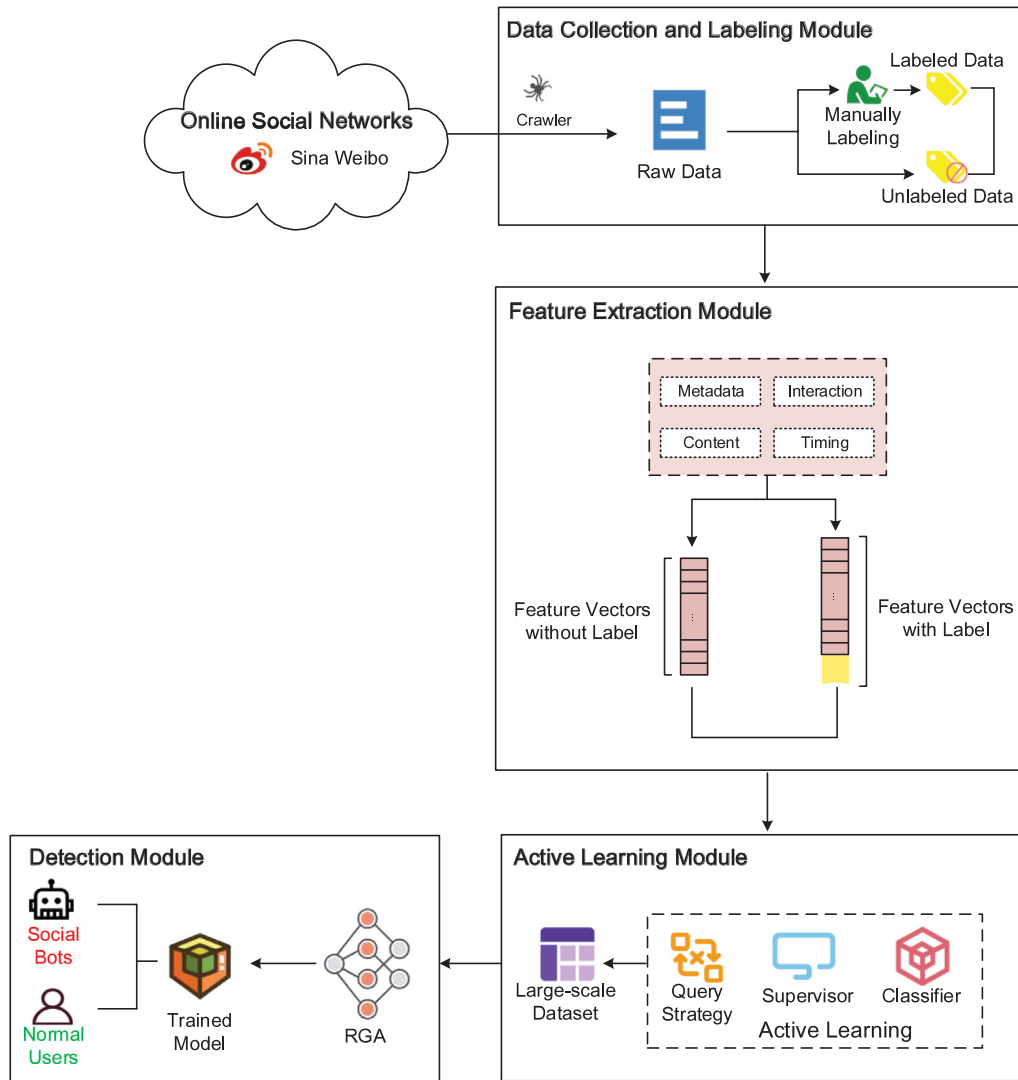 Data Collection and Labeling Module
Labeled Data
Crawler
Manually
Labeling
Online Social Networks
Sina Weibo
Raw Data
Unlabeled Data
Feature Extraction Module
Metadata
Interaction
Content
Timing
Feature Vectors
without Label
...
...
Feature Vectors
with Label
Detection Module
Social
Bots
Normal
Users
Trained
Model
RGA
Active Learning Module
Large-scale
Dataset
Query
Strategy
Supervisor
Classifier
Active Learning